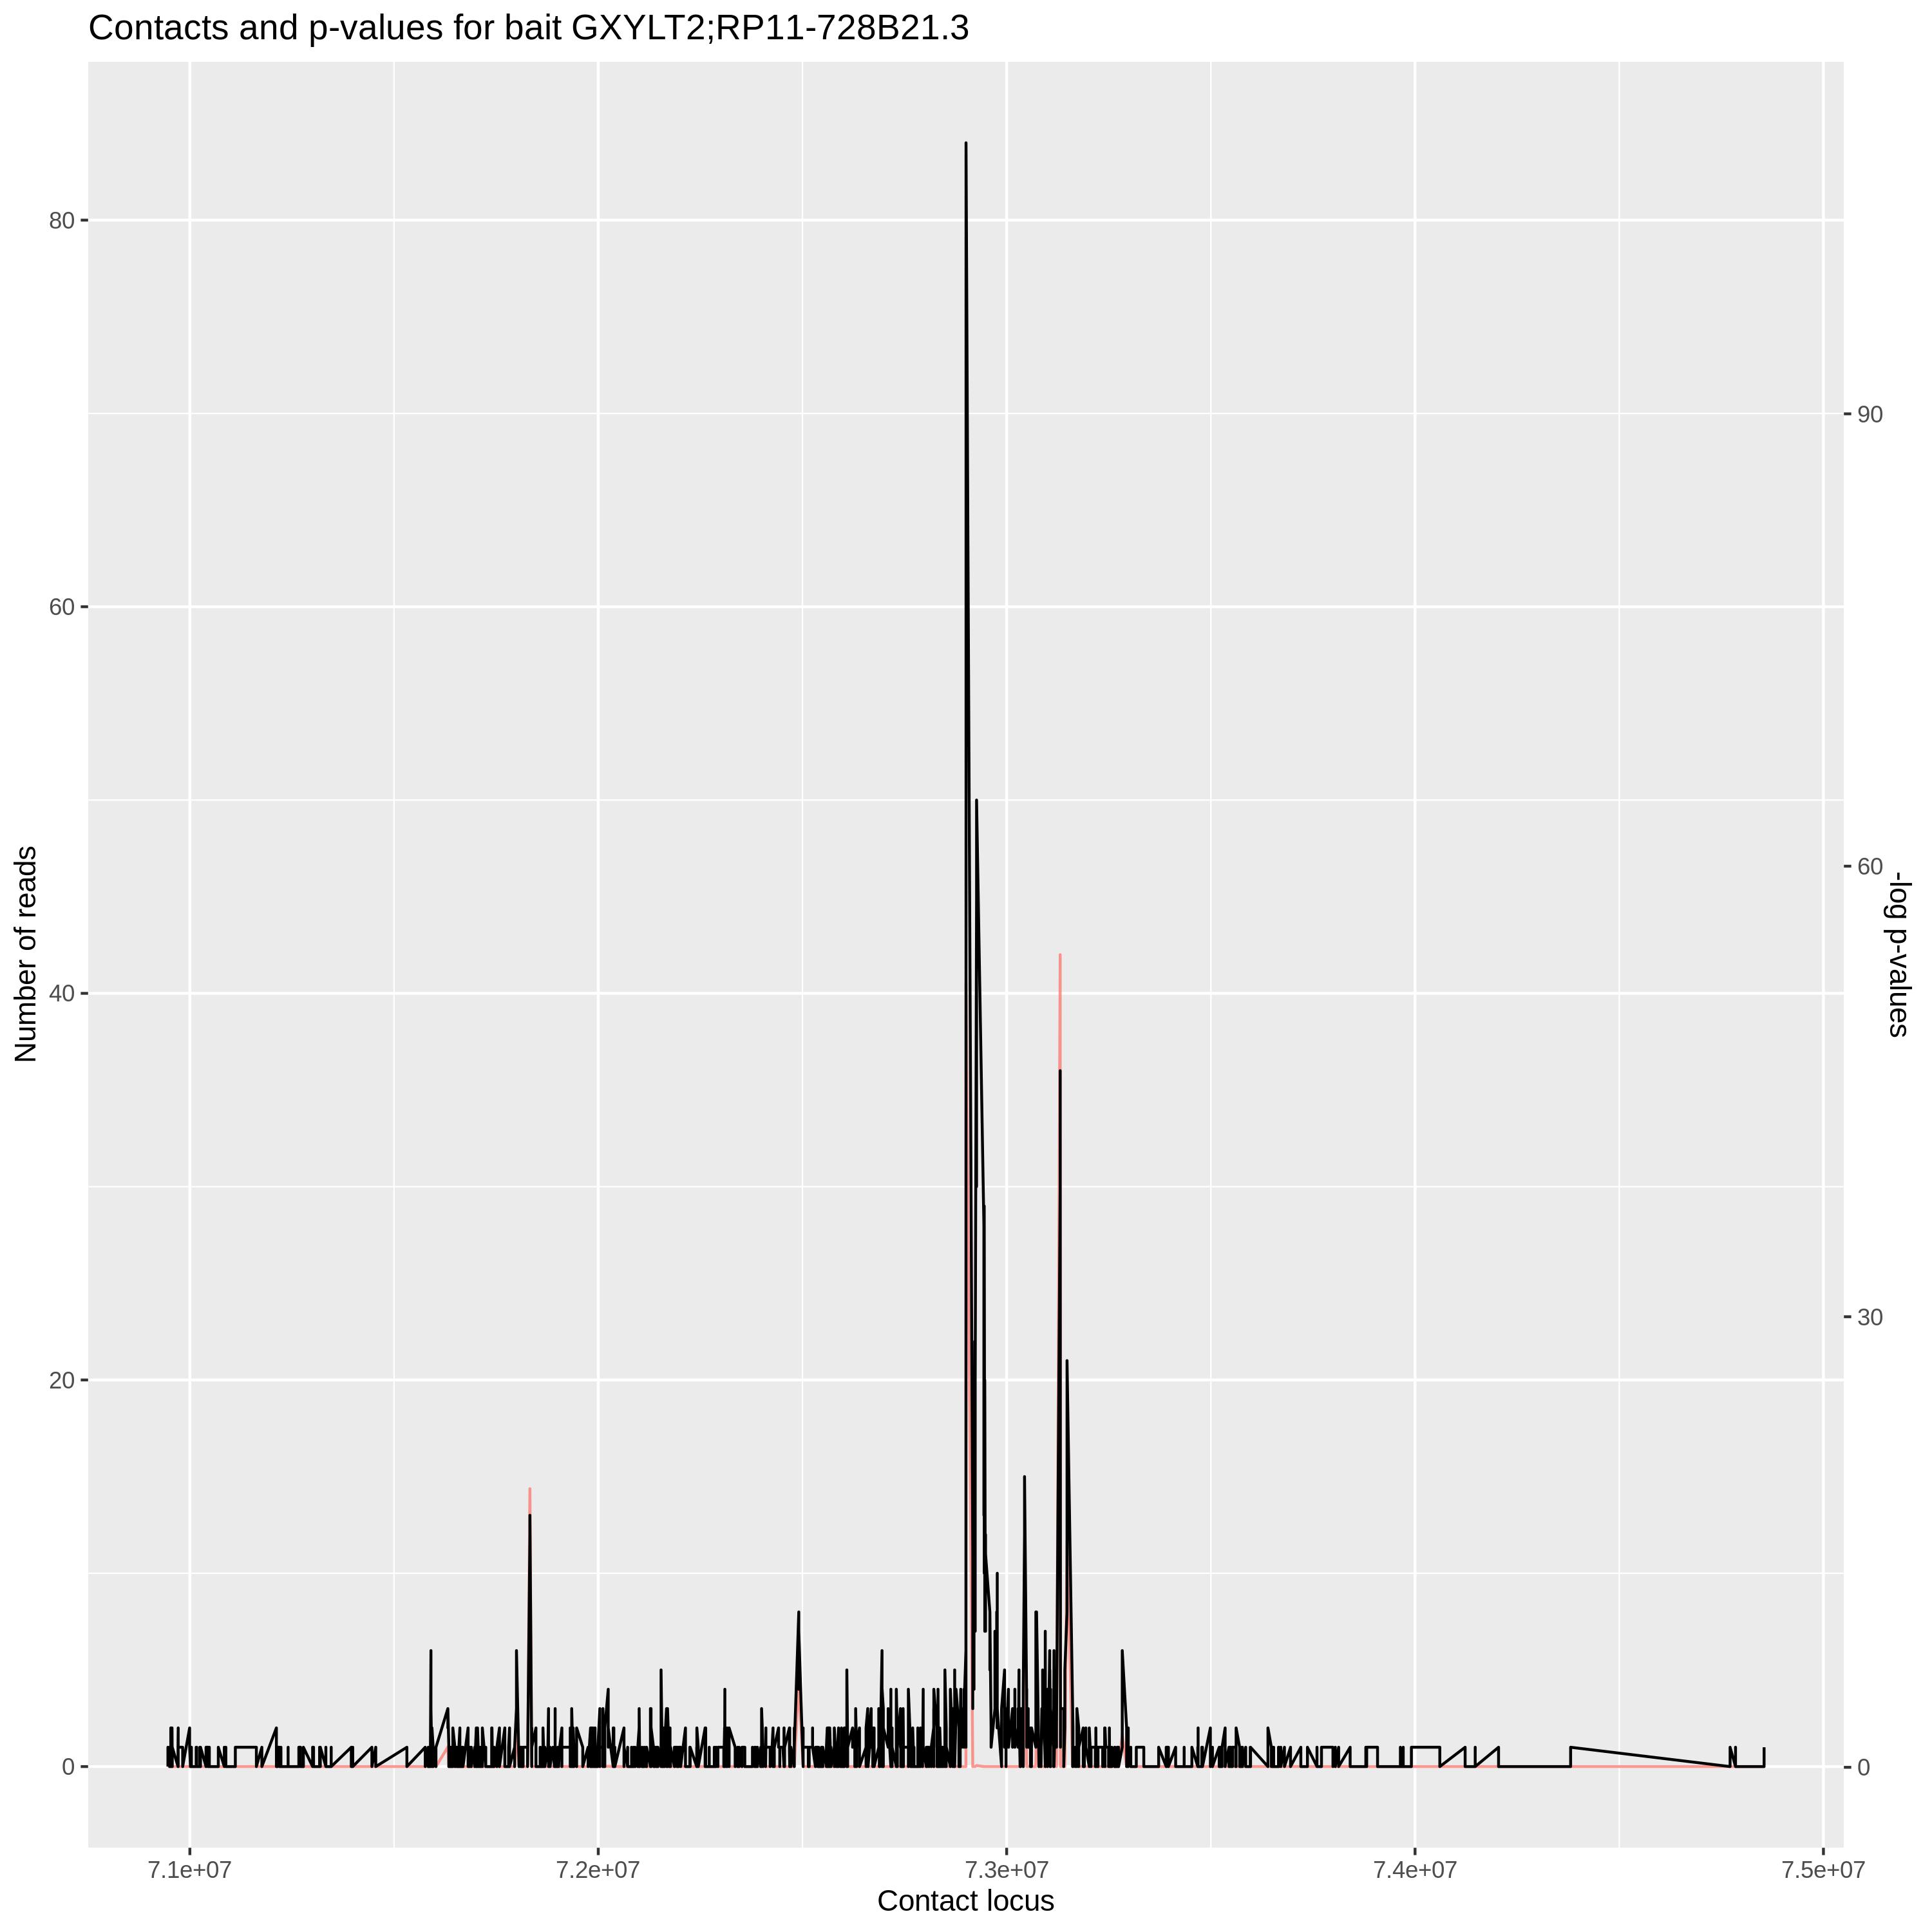 Contacts and p-values for bait GXYLT2;RP11-728B21.3
80
60
40
20
0
90
60
30
0
Number of reads
-log p-values
7.1e+07
7.2e+07
7.3e+07
7.4e+07
7.5e+07
Contact locus